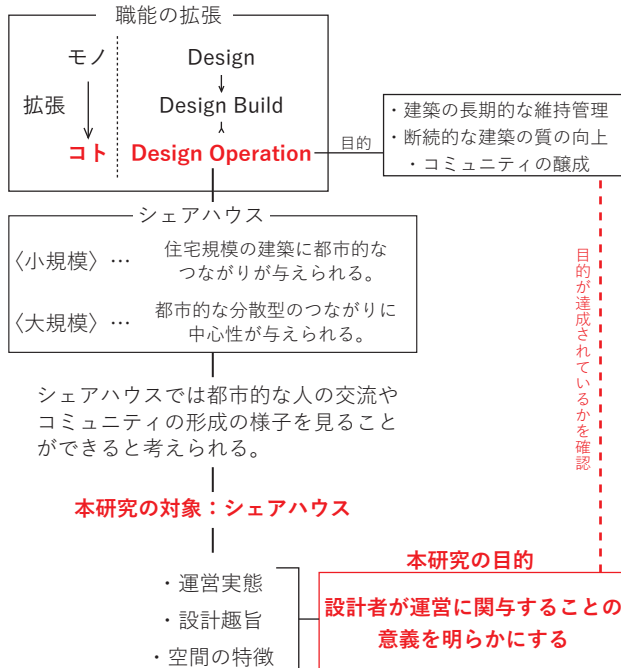 職能の拡張
モノ
Design
拡張
Design Build
コト
Design Operation
目的
・建築の長期的な維持管理
・断続的な建築の質の向上
・コミュニティの醸成
シェアハウス
〈小規模〉…
住宅規模の建築に都市的な
つながりが与えられる。
〈大規模〉…
都市的な分散型のつながりに
中心性が与えられる。
目的が達成されているかを確認
シェアハウスでは都市的な人の交流や
コミュニティの形成の様子を見ること
ができると考えられる。
本研究の対象：シェアハウス
・運営実態
・設計趣旨
・空間の特徴
本研究の目的
設計者が運営に関与することの
意義を明らかにする